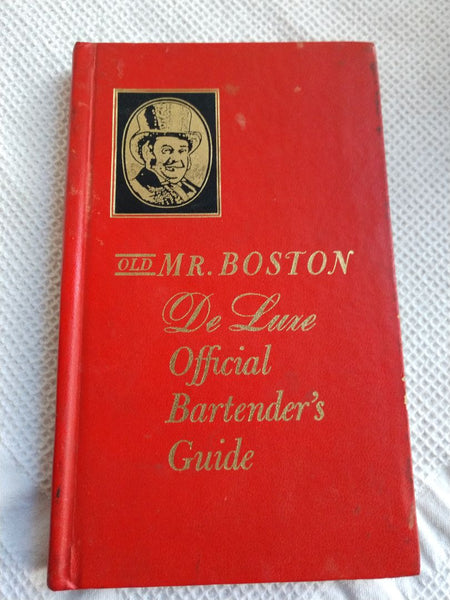 OLD MR. BOSTON
De Luxe
Official
Bartender's
Guide